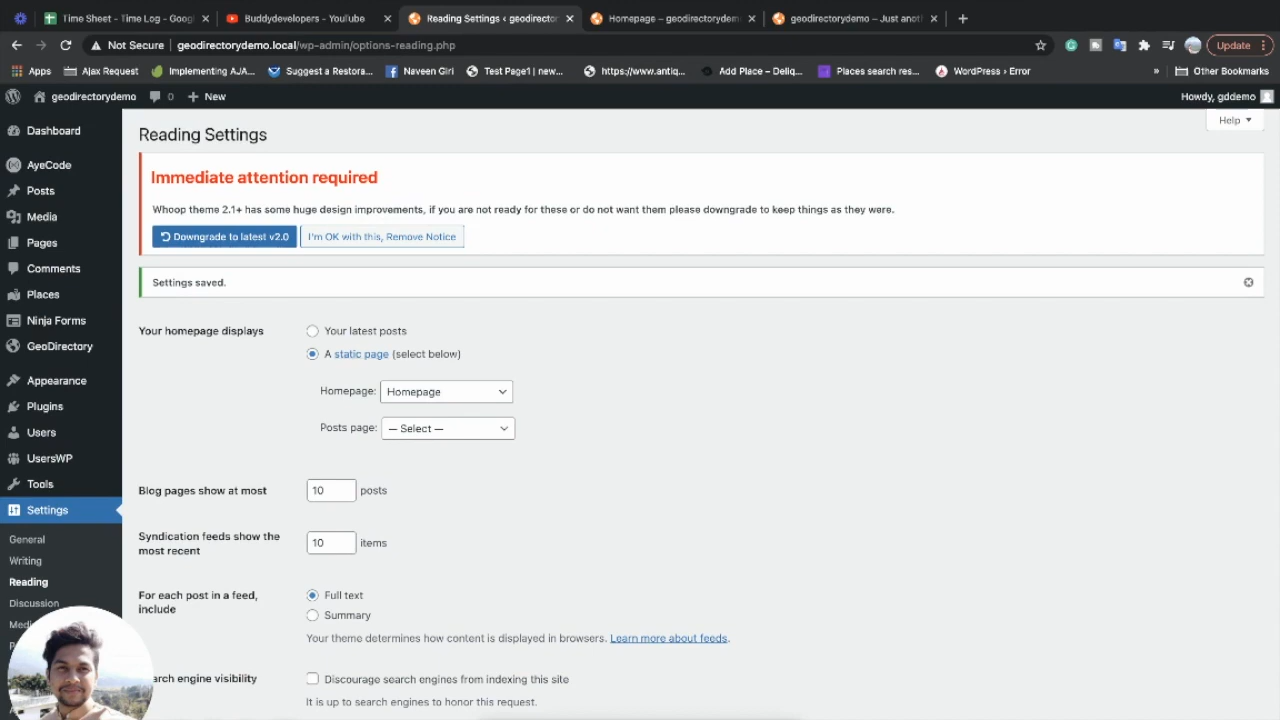 Time Sheet - Time Log - Googl
Buddydevelopers - YouTube
Reading Settings < geodirector
Homepage – geodirectorydem
geodirectorydemo – Just anot
Not Secure
geodirectorydemo.local/wp-admin/options-reading.php
Update
Apps
Ajax Request
Implementing AJA...
Suggest a Restora...
Naveen Giri
Test Page1 | new...
https://www.antiq...
Add Place – Deliq...
Places search res...
WordPress › Error
»
Other Bookmarks
geodirectorydemo
0
New
Howdy, gddemo
Dashboard
AyeCode
Posts
Media
Pages
Comments
Places
Ninja Forms
GeoDirectory
Appearance
Plugins
Users
UsersWP
Tools
Settings
General
Writing
Reading
Discussion
Help
Reading Settings
Immediate attention required
Whoop theme 2.1+ has some huge design improvements, if you are not ready for these or do not want them please downgrade to keep things as they were.
Downgrade to latest v2.0
I'm OK with this, Remove Notice
Settings saved.
Your homepage displays
Your latest posts
A static page (select below)
Homepage: Homepage
Posts page: — Select —
Blog pages show at most
10 posts
Syndication feeds show the
most recent
10 items
For each post in a feed,
include
Full text
Summary
Your theme determines how content is displayed in browsers. Learn more about feeds.
arch engine visibility
Discourage search engines from indexing this site
It is up to search engines to honor this request.